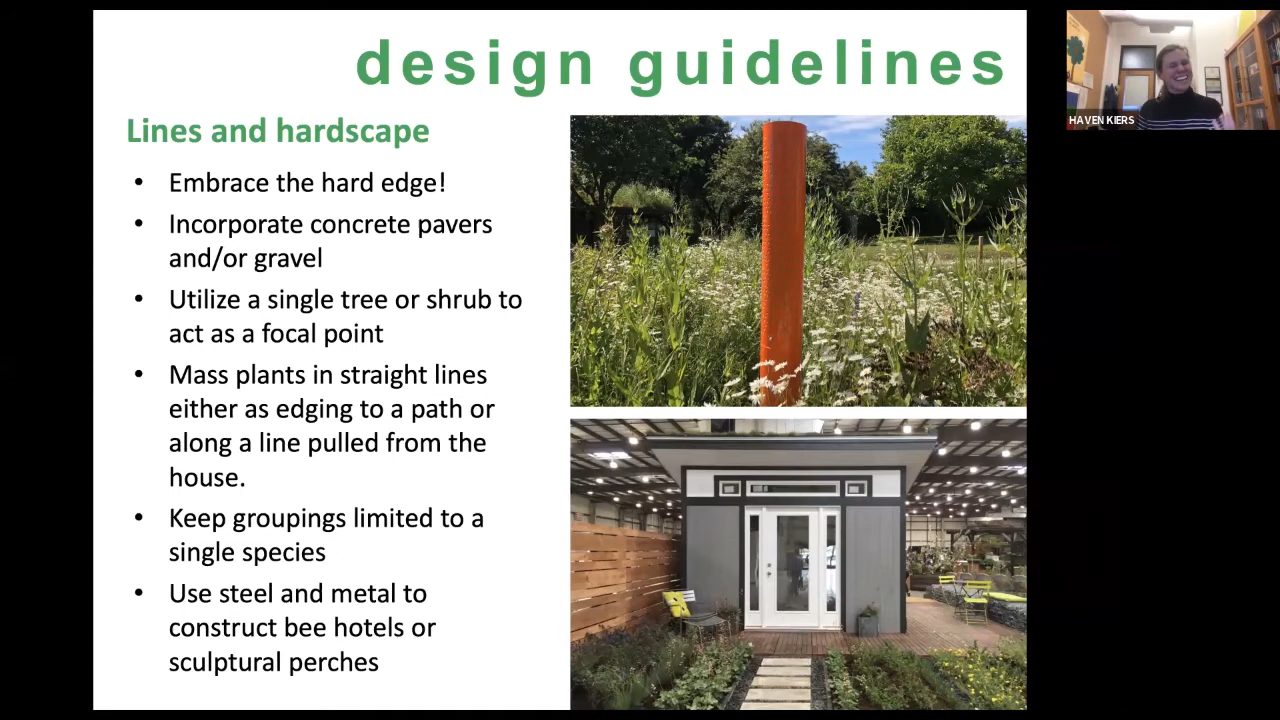 design guidelines
Lines and hardscape
• Embrace the hard edge!
• Incorporate concrete pavers
and/or gravel
• Utilize a single tree or shrub to
act as a focal point
• Mass plants in straight lines
either as edging to a path or
along a line pulled from the
house.
• Keep groupings limited to a
single species
• Use steel and metal to
construct bee hotels or
sculptural perches
HAVEN KIERS